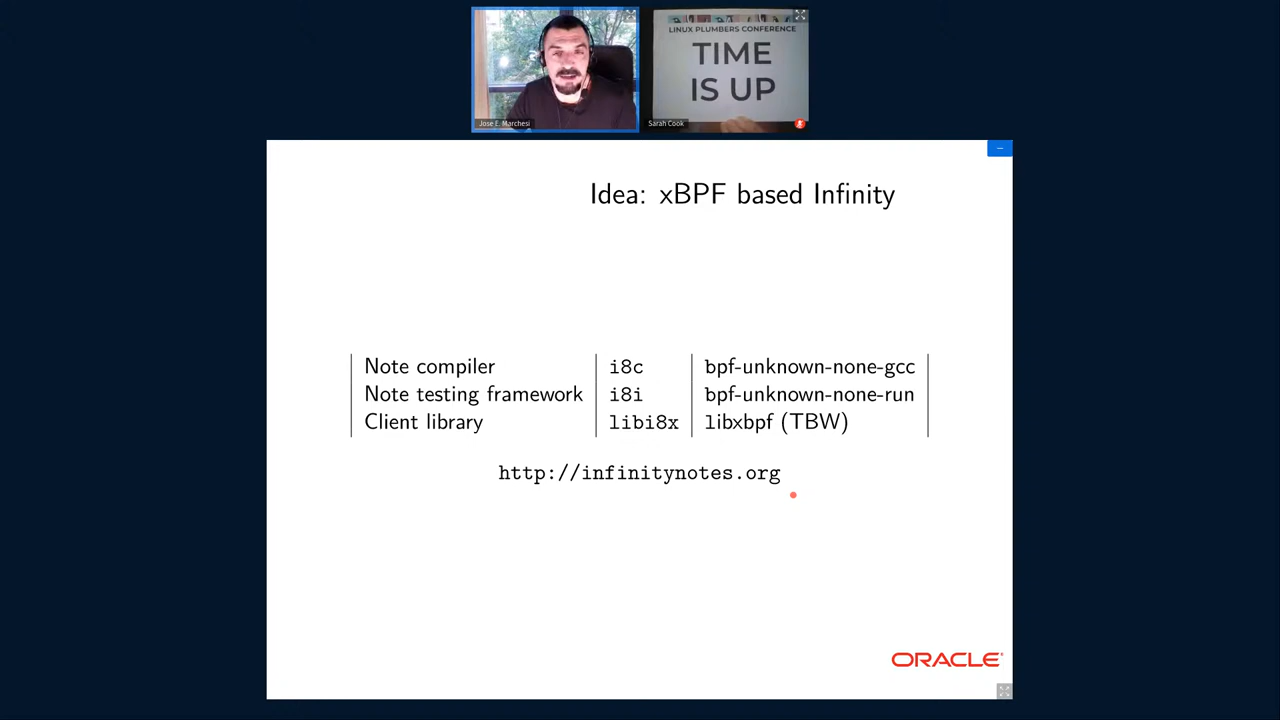 LINUX PLUMBERS CONFERENCE
TIME
IS UP
Jose E. Marchesi
Sarah Cook
Idea: xBPF based Infinity
Note compiler i8c bpf-unknown-none-gcc
Note testing framework i8i bpf-unknown-none-run
Client library libi8x libxbpf (TBW)
http://infinitynotes.org
ORACLE